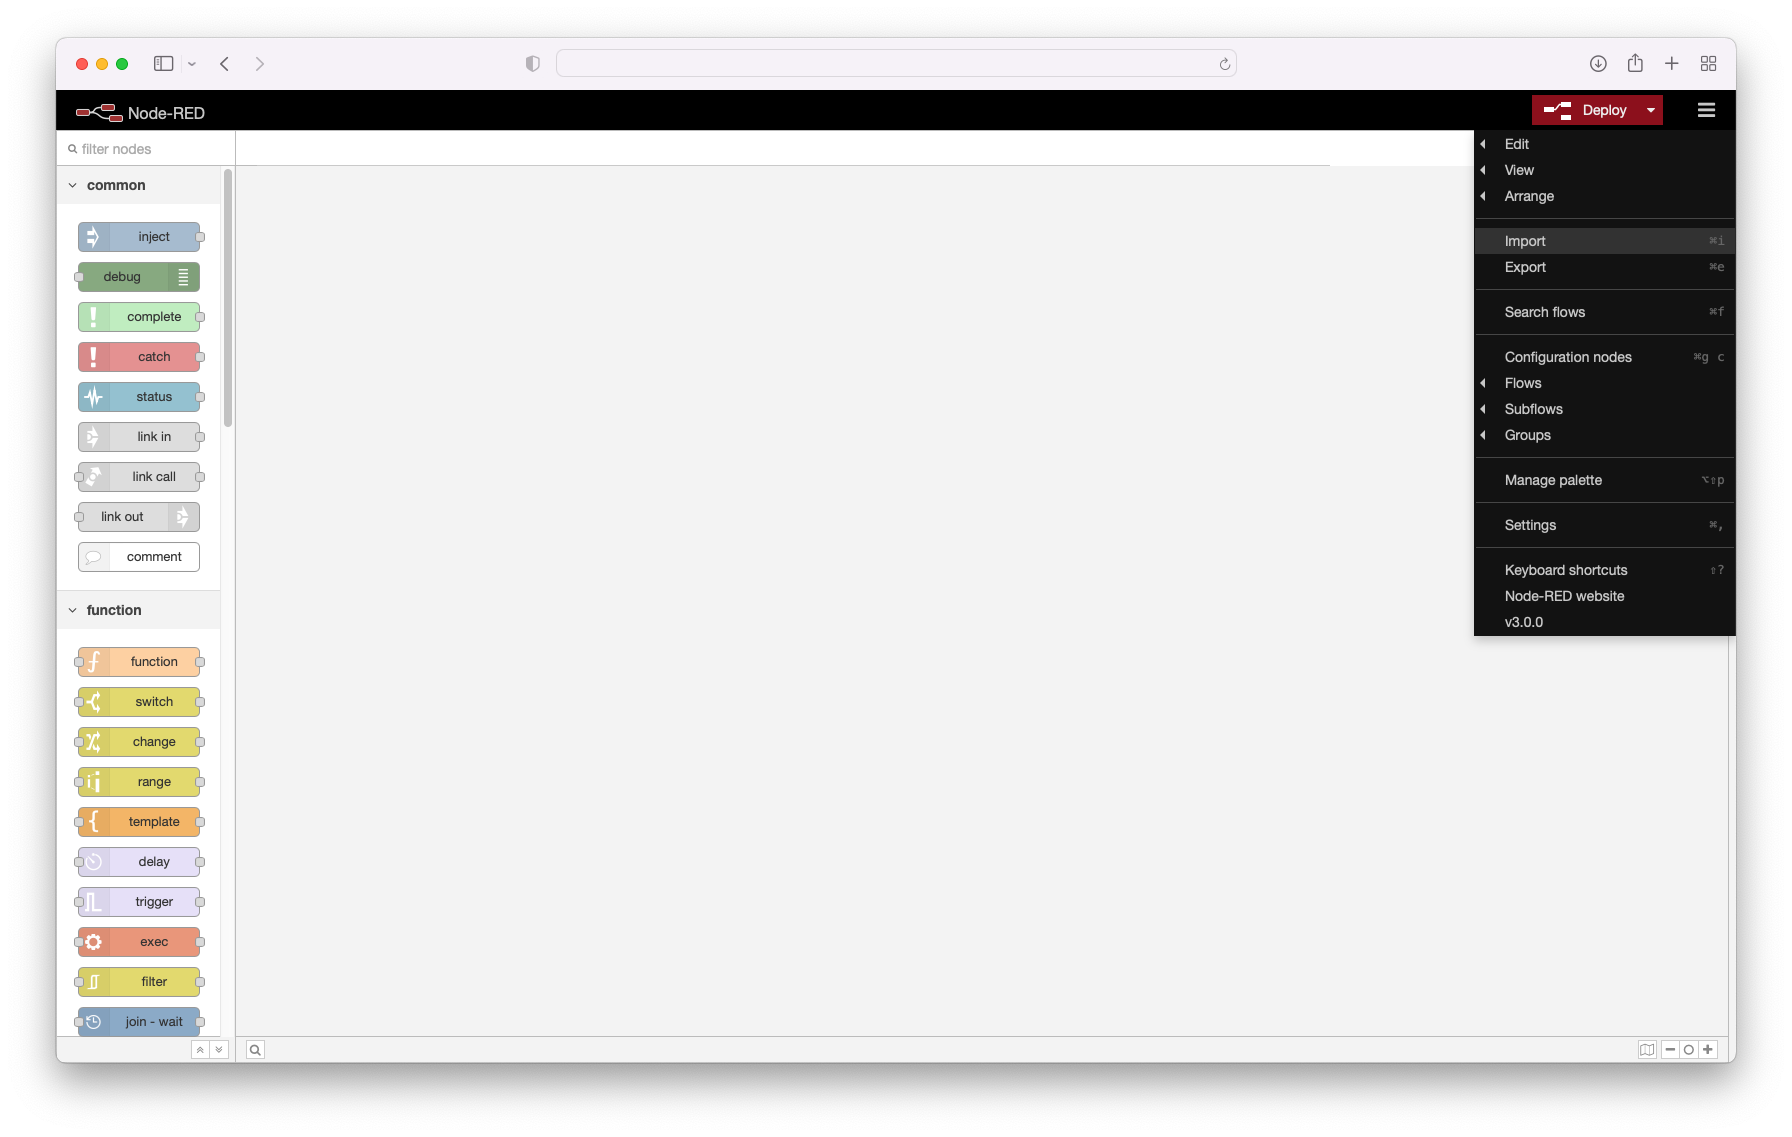 Node-RED
Deploy
filter nodes
common
inject
debug
complete
catch
status
link in
link call
link out
comment
function
function
switch
change
range
template
delay
trigger
exec
filter
join - wait
Edit
View
Arrange
Import ⌘i
Export ⌘e
Search flows ⌘f
Configuration nodes ⌘g c
Flows
Subflows
Groups
Manage palette ⌥⇧p
Settings ⌘,
Keyboard shortcuts ⇧?
Node-RED website
v3.0.0